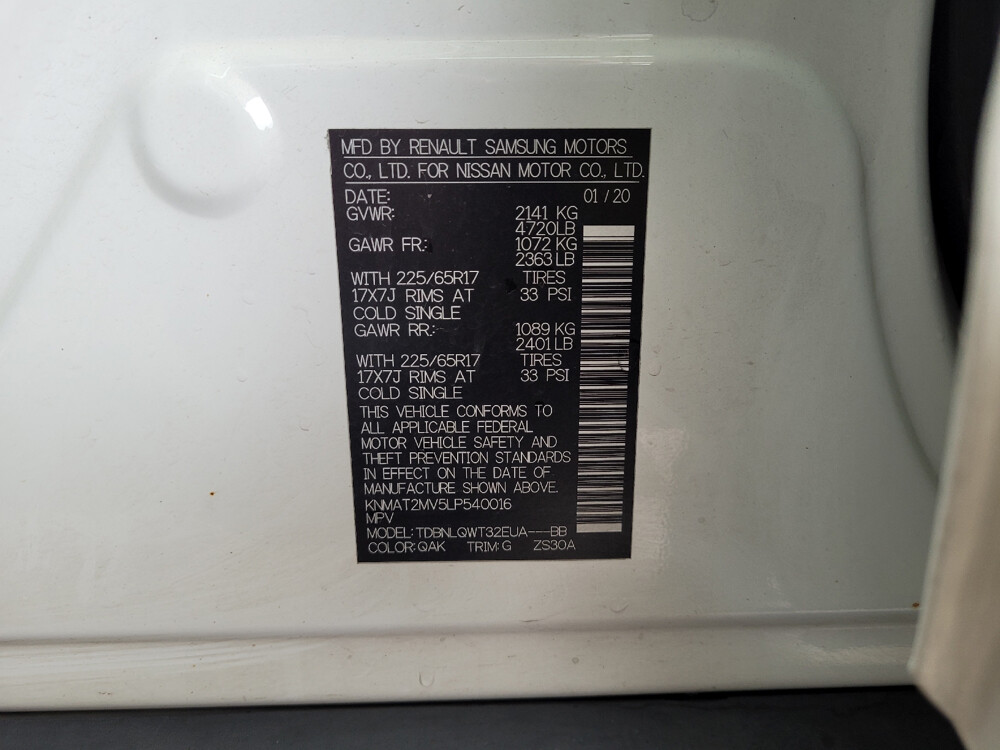 MFD BY RENAULT SAMSUNG MOTORS
CO., LTD. FOR NISSAN MOTOR CO., LTD.
DATE: 01 / 20
GVWR: 2141 KG
4720LB
GAWR FR.: 1072 KG
2363 LB
WITH 225/65R17 TIRES
17X7J RIMS AT 33 PSI
COLD SINGLE
GAWR RR.: 1089 KG
2401 LB
WITH 225/65R17 TIRES
17X7J RIMS AT 33 PSI
COLD SINGLE
THIS VEHICLE CONFORMS TO
ALL APPLICABLE FEDERAL
MOTOR VEHICLE SAFETY AND
THEFT PREVENTION STANDARDS
IN EFFECT ON THE DATE OF
MANUFACTURE SHOWN ABOVE.
KNMAT2MV5LP540016
MPV
MODEL: TDBNLQWT32EUA---BB
COLOR: QAK TRIM: G ZS30A